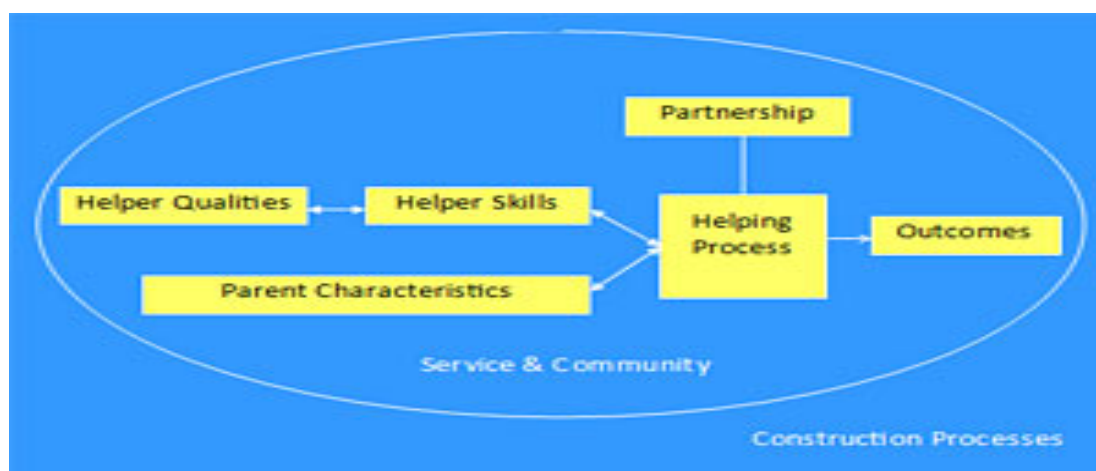 Partnership
Helper Qualities
Helper Skills
Helping
Process
Outcomes
Parent Characteristics
Service & Community
Construction Processes